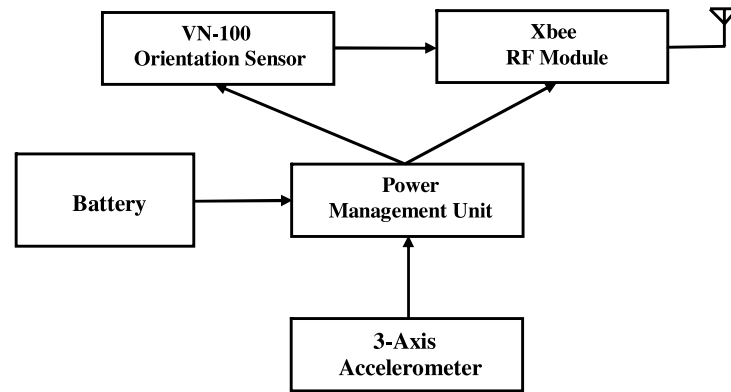 VN-100
Orientation Sensor
Xbee
RF Module
Battery
Power
Management Unit
3-Axis
Accelerometer